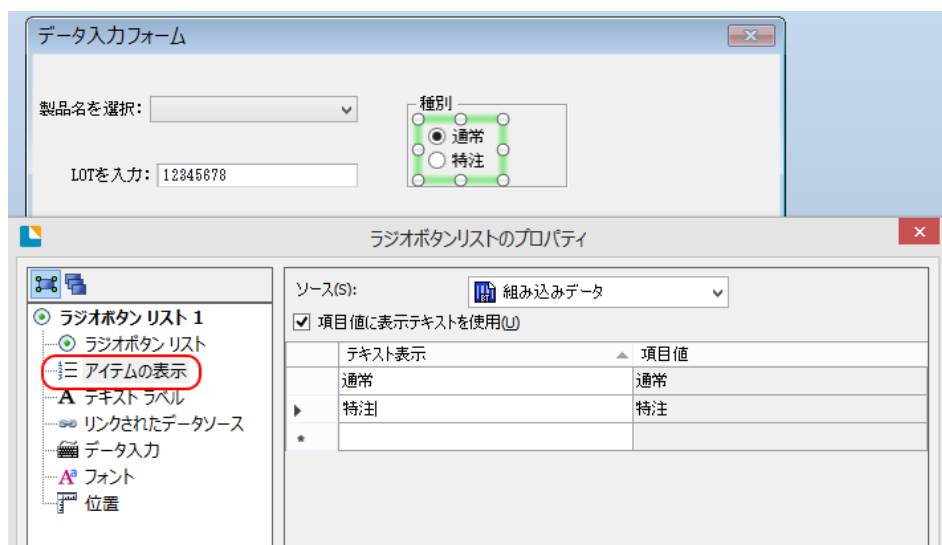 データ入力フォーム
製品名を選択:
種別
通常
特注
LOTを入力: 12345678
ラジオボタンリストのプロパティ
ラジオボタン リスト 1
ラジオボタン リスト
アイテムの表示
テキスト ラベル
リンクされたデータソース
データ入力
フォント
位置
ソース(S): 組み込みデータ
項目値に表示テキストを使用(U)
テキスト表示 項目値
通常 通常
特注 特注